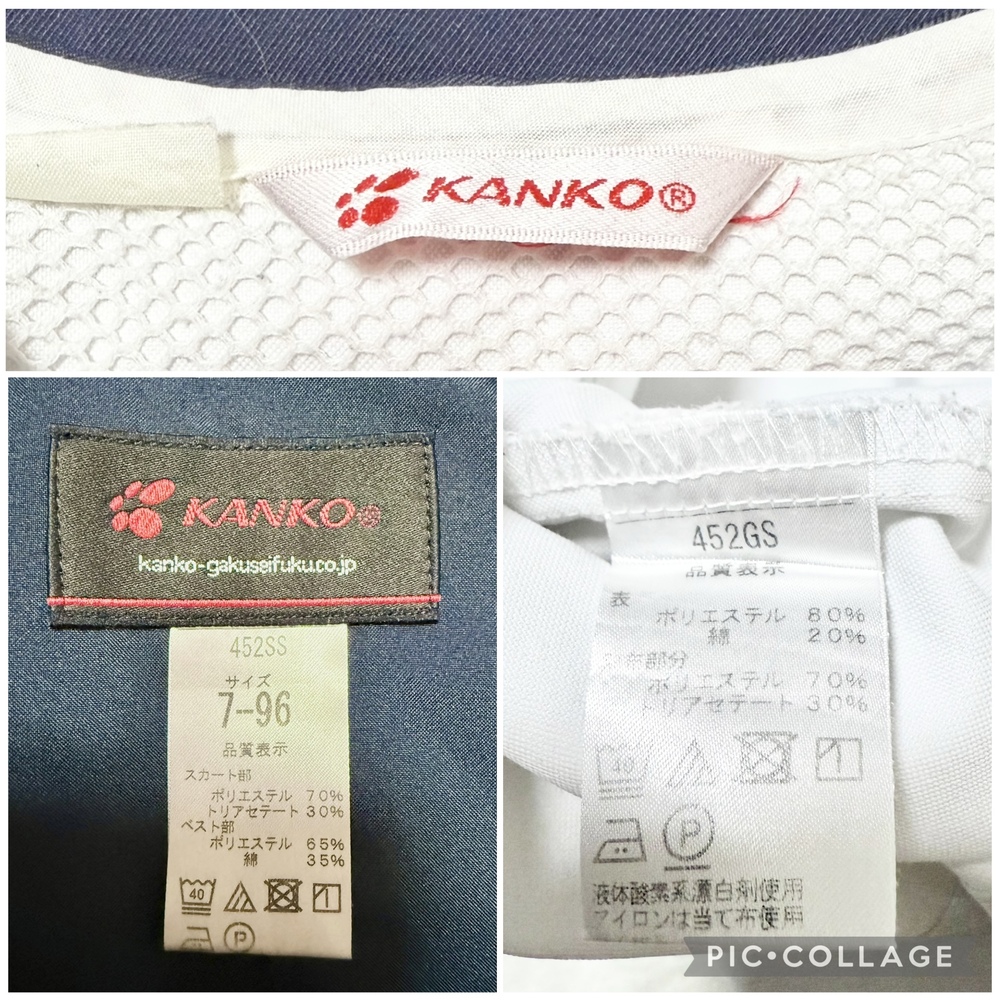 KANKO®
KANKO®
kanko-gakuseifuku.co.jp
452SS
サイズ
7-96
品質表示
スカート部
ポリエステル 70%
トリアセテート 30%
ベスト部
ポリエステル 65%
綿 35%
40
P
452GS
品質表示
表
ポリエステル 80%
綿 20%
部分
ポリエステル 70%
トリアセテート 30%
40
P
液体酸素系漂白剤使用
アイロンは当て布使用
PIC•COLLAGE